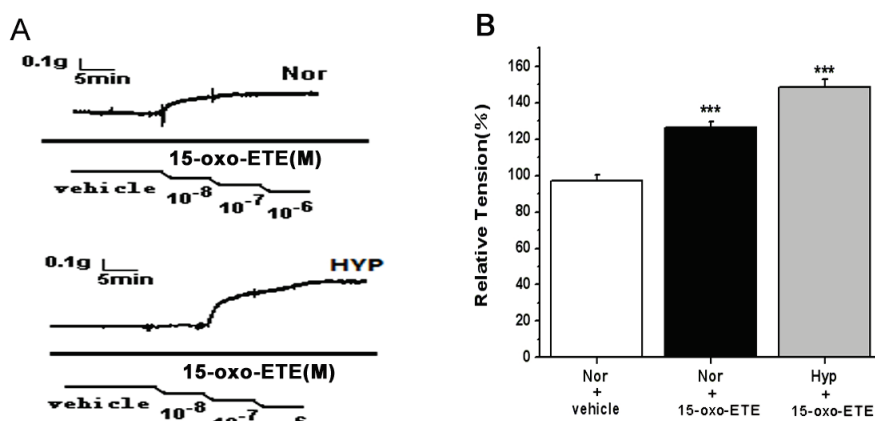 A
0.1g
5min
Nor
15-oxo-ETE(M)
vehicle
10⁻⁸
10⁻⁷
10⁻⁶
0.1g
5min
HYP
15-oxo-ETE(M)
vehicle
10⁻⁸
10⁻⁷
B
Relative Tension(%)
160
140
120
100
80
60
40
20
0
***
***
Nor
+
vehicle
Nor
+
15-oxo-ETE
Hyp
+
15-oxo-ETE